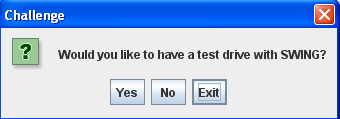 Challenge
?
Would you like to have a test drive with SWING?
Yes No Exit